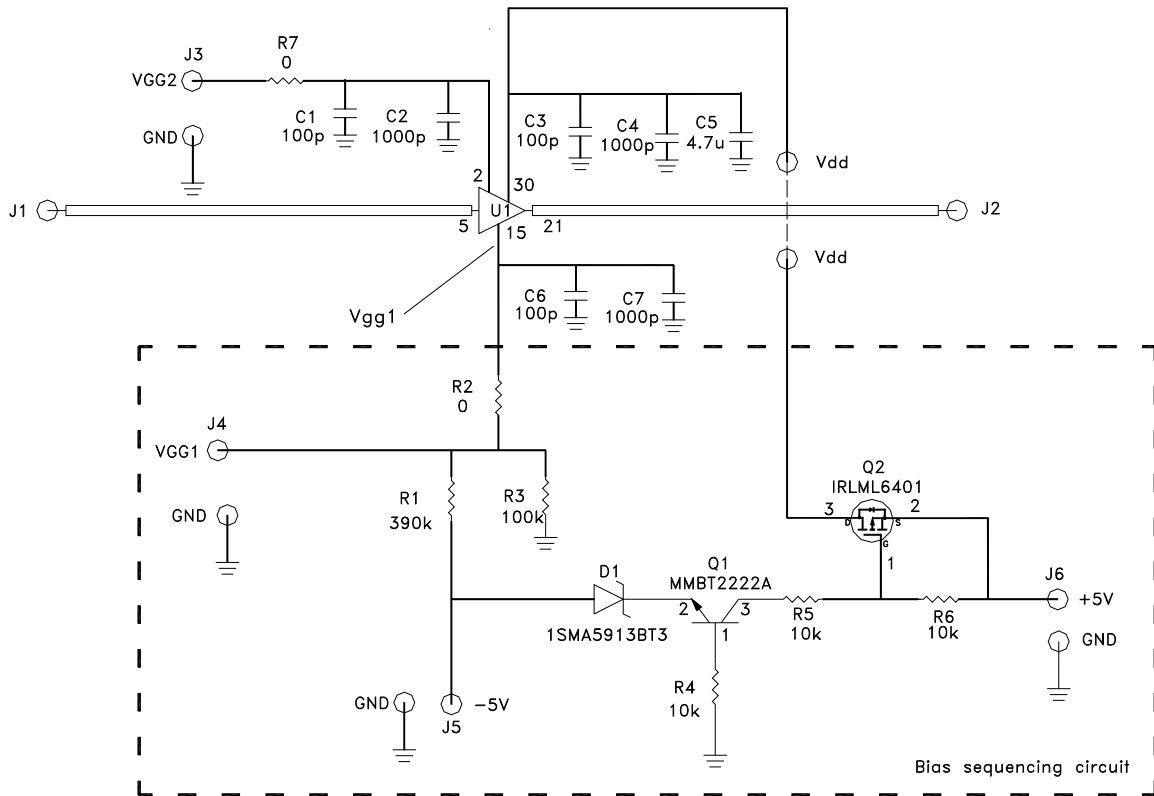 R7
0
J3
VGG2
GND
C1
100p
C2
1000p
C3
100p
C4
1000p
C5
4.7u
Vdd
2
30
J1
U1
J2
5
15
21
Vdd
Vgg1
C6
100p
C7
1000p
R2
0
J4
VGG1
GND
R1
390k
R3
100k
Q2
IRLML6401
3
D
S
2
G
1
D1
1SMA5913BT3
Q1
MMBT2222A
2
3
1
R5
10k
R6
10k
J6
+5V
GND
R4
10k
GND
-5V
J5
Bias sequencing circuit